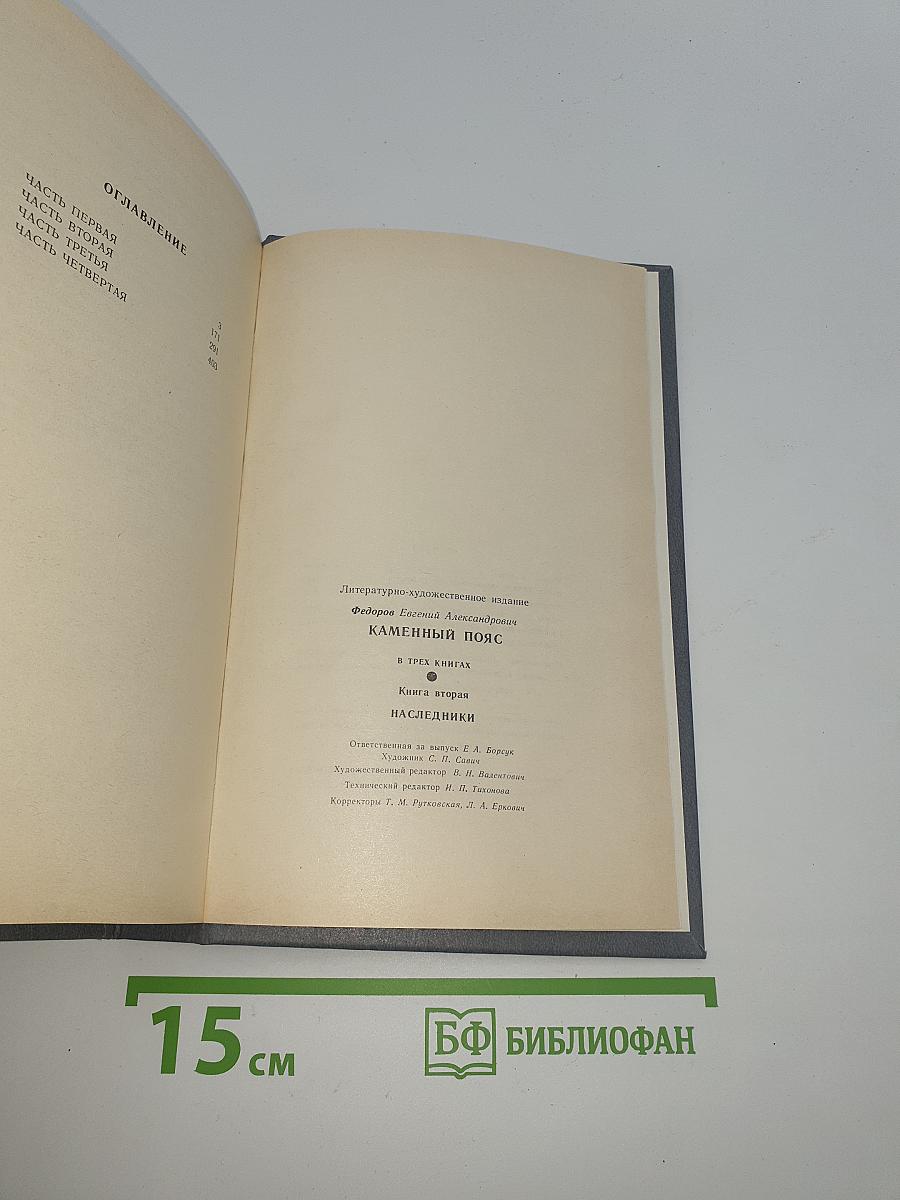 ОГЛАВЛЕНИЕ
ЧАСТЬ ПЕРВАЯ
ЧАСТЬ ВТОРАЯ
ЧАСТЬ ТРЕТЬЯ
ЧАСТЬ ЧЕТВЕРТАЯ
3
171
291
403
Литературно-художественное издание
Федоров Евгений Александрович
КАМЕННЫЙ ПОЯС
В ТРЕХ КНИГАХ
Книга вторая
НАСЛЕДНИКИ
Ответственная за выпуск Е. А. Борсук
Художник С. П. Савич
Художественный редактор В. Н. Валентович
Технический редактор И. П. Тихонова
Корректоры Т. М. Рутковская, Л. А. Еркович
15 см
БФ БИБЛИОФАН